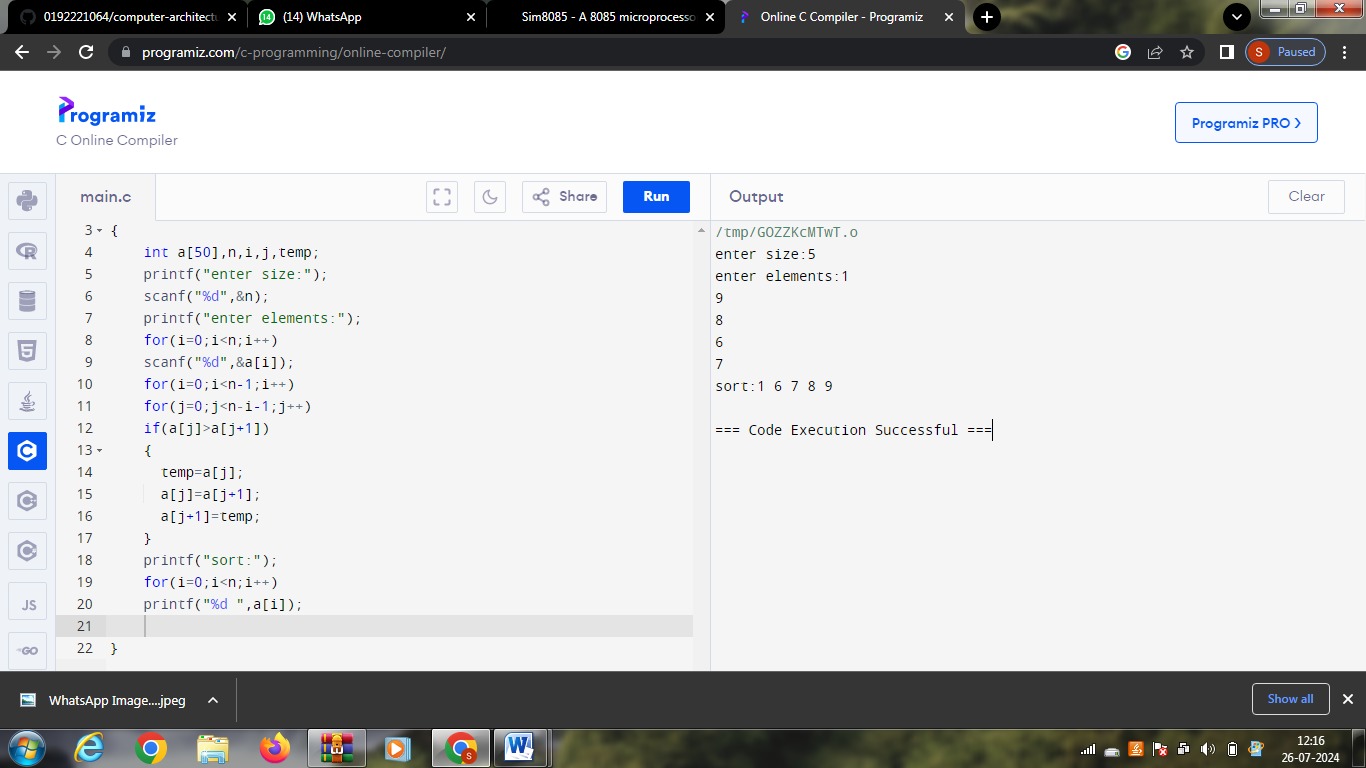 0192221064/computer-architectu
(14) WhatsApp
Sim8085 - A 8085 microprocesso
Online C Compiler - Programiz
programiz.com/c-programming/online-compiler/
S Paused
Programiz
C Online Compiler
Programiz PRO >
main.c
Share
Run
Output
Clear
3 {
4 int a[50],n,i,j,temp;
5 printf("enter size:");
6 scanf("%d",&n);
7 printf("enter elements:");
8 for(i=0;i<n;i++)
9 scanf("%d",&a[i]);
10 for(i=0;i<n-1;i++)
11 for(j=0;j<n-i-1;j++)
12 if(a[j]>a[j+1])
13 {
14 temp=a[j];
15 a[j]=a[j+1];
16 a[j+1]=temp;
17 }
18 printf("sort:");
19 for(i=0;i<n;i++)
20 printf("%d ",a[i]);
21
22 }
/tmp/GOZZKcMTwT.o
enter size:5
enter elements:1
9
8
6
7
sort:1 6 7 8 9
=== Code Execution Successful ===
JS
GO
WhatsApp Image....jpeg
Show all
12:16
26-07-2024